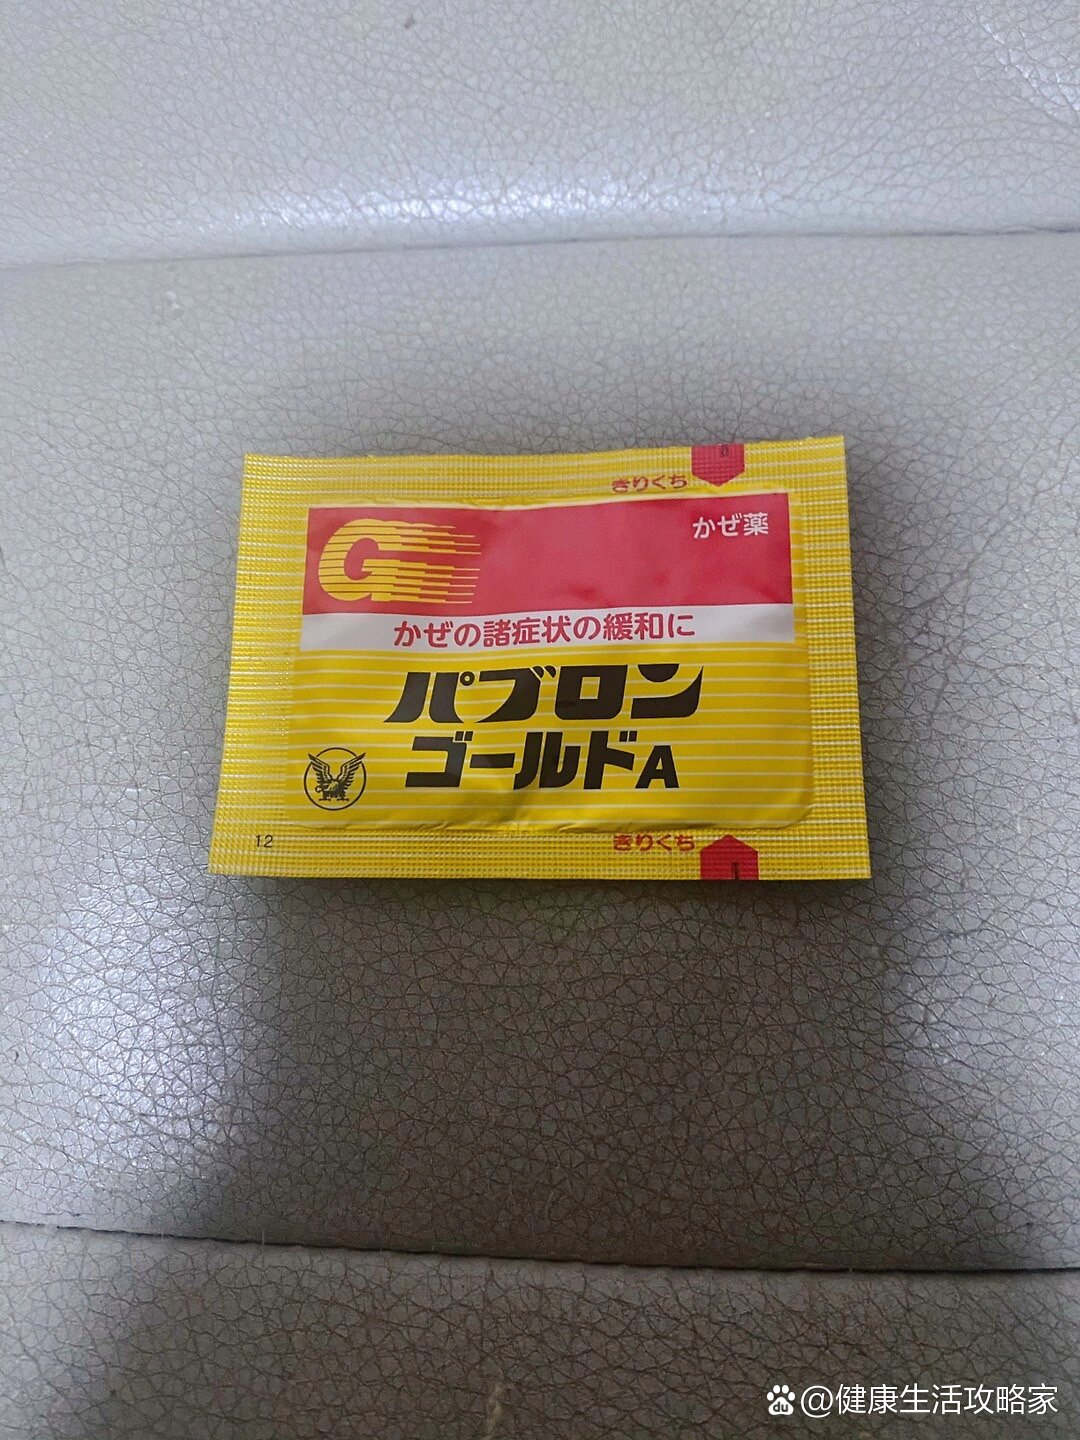 きりくち
G
かぜ薬
かぜの諸症状の緩和に
パブロン
ゴールドA
12
きりくち
du @健康生活攻略家